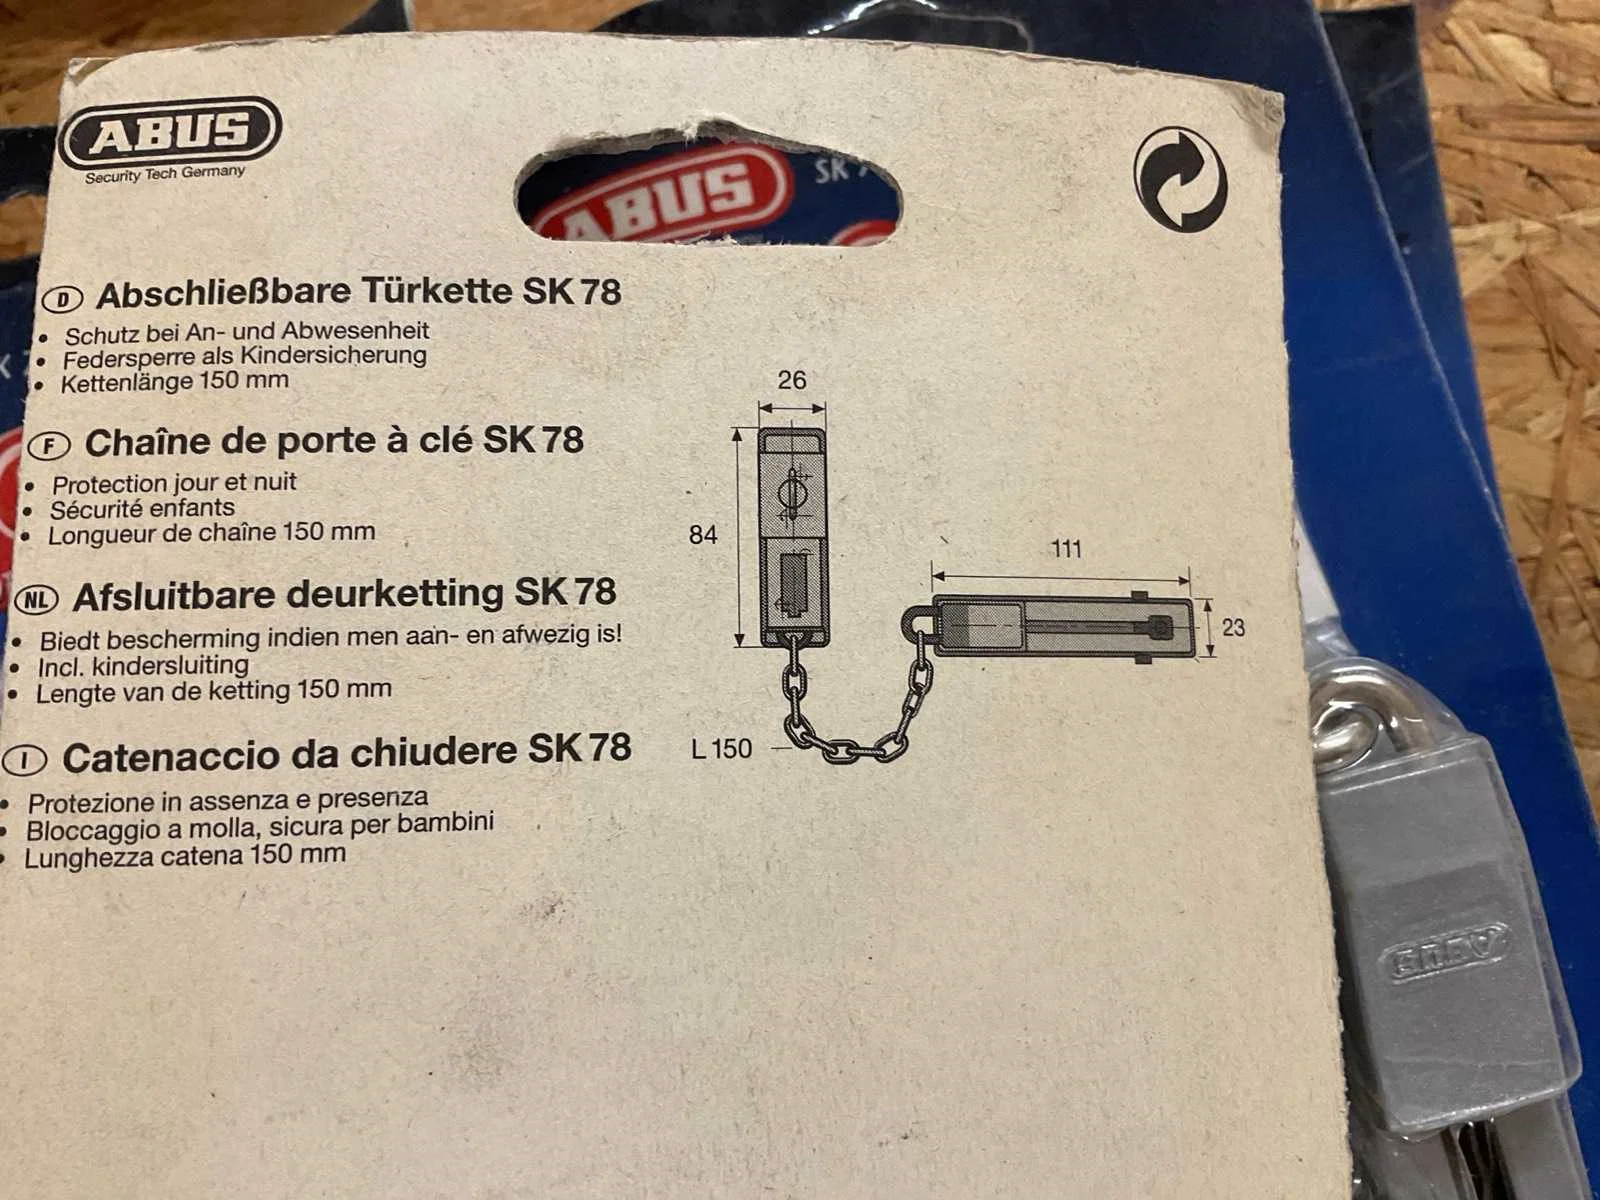 ABUS
Security Tech Germany
ABUS
SK
D Abschließbare Türkette SK 78
• Schutz bei An- und Abwesenheit
• Federsperre als Kindersicherung
• Kettenlänge 150 mm
F Chaîne de porte à clé SK 78
• Protection jour et nuit
• Sécurité enfants
• Longueur de chaîne 150 mm
NL Afsluitbare deurketting SK 78
• Biedt bescherming indien men aan- en afwezig is!
• Incl. kindersluiting
• Lengte van de ketting 150 mm
I Catenaccio da chiudere SK 78
• Protezione in assenza e presenza
• Bloccaggio a molla, sicura per bambini
• Lunghezza catena 150 mm
26
84
111
23
L 150
ABUS